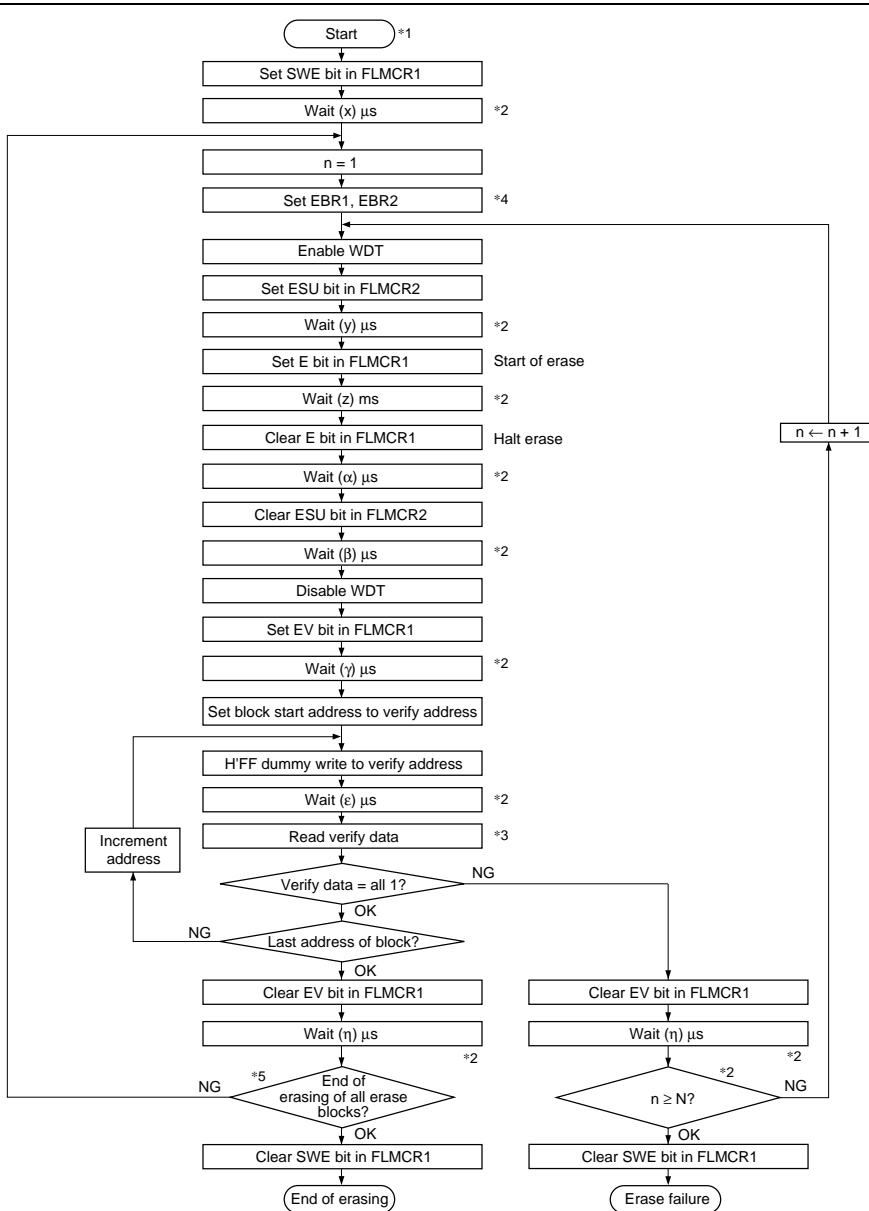 Start *1
Set SWE bit in FLMCR1
Wait (x) μs *2
n = 1
Set EBR1, EBR2 *4
Enable WDT
Set ESU bit in FLMCR2
Wait (y) μs *2
Set E bit in FLMCR1 Start of erase
Wait (z) ms *2
n ← n + 1
Clear E bit in FLMCR1 Halt erase
Wait (α) μs *2
Clear ESU bit in FLMCR2
Wait (β) μs *2
Disable WDT
Set EV bit in FLMCR1
Wait (γ) μs *2
Set block start address to verify address
H'FF dummy write to verify address
Wait (ε) μs *2
Increment
address
Read verify data *3
Verify data = all 1? NG
OK
NG Last address of block?
OK
Clear EV bit in FLMCR1
Wait (η) μs
*2
NG *5
End of
erasing of all erase
blocks?
OK
Clear SWE bit in FLMCR1
End of erasing
Clear EV bit in FLMCR1
Wait (η) μs
*2
*2
n ≥ N? NG
OK
Clear SWE bit in FLMCR1
Erase failure